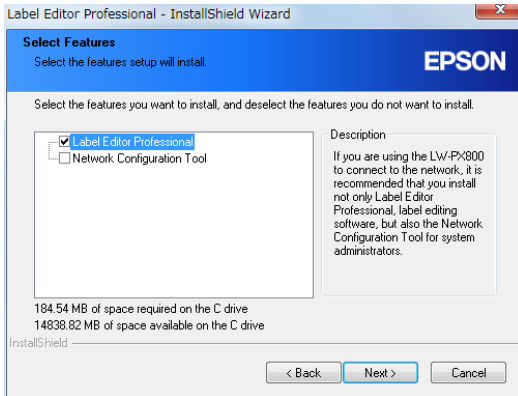 Label Editor Professional - InstallShield Wizard
Select Features
Select the features setup will install.
EPSON
Select the features you want to install, and deselect the features you do not want to install.
Label Editor Professional
Network Configuration Tool
Description
If you are using the LW-PX800
to connect to the network, it is
recommended that you install
not only Label Editor
Professional, label editing
software, but also the Network
Configuration Tool for system
administrators.
184.54 MB of space required on the C drive
14838.82 MB of space available on the C drive
InstallShield
< Back
Next >
Cancel